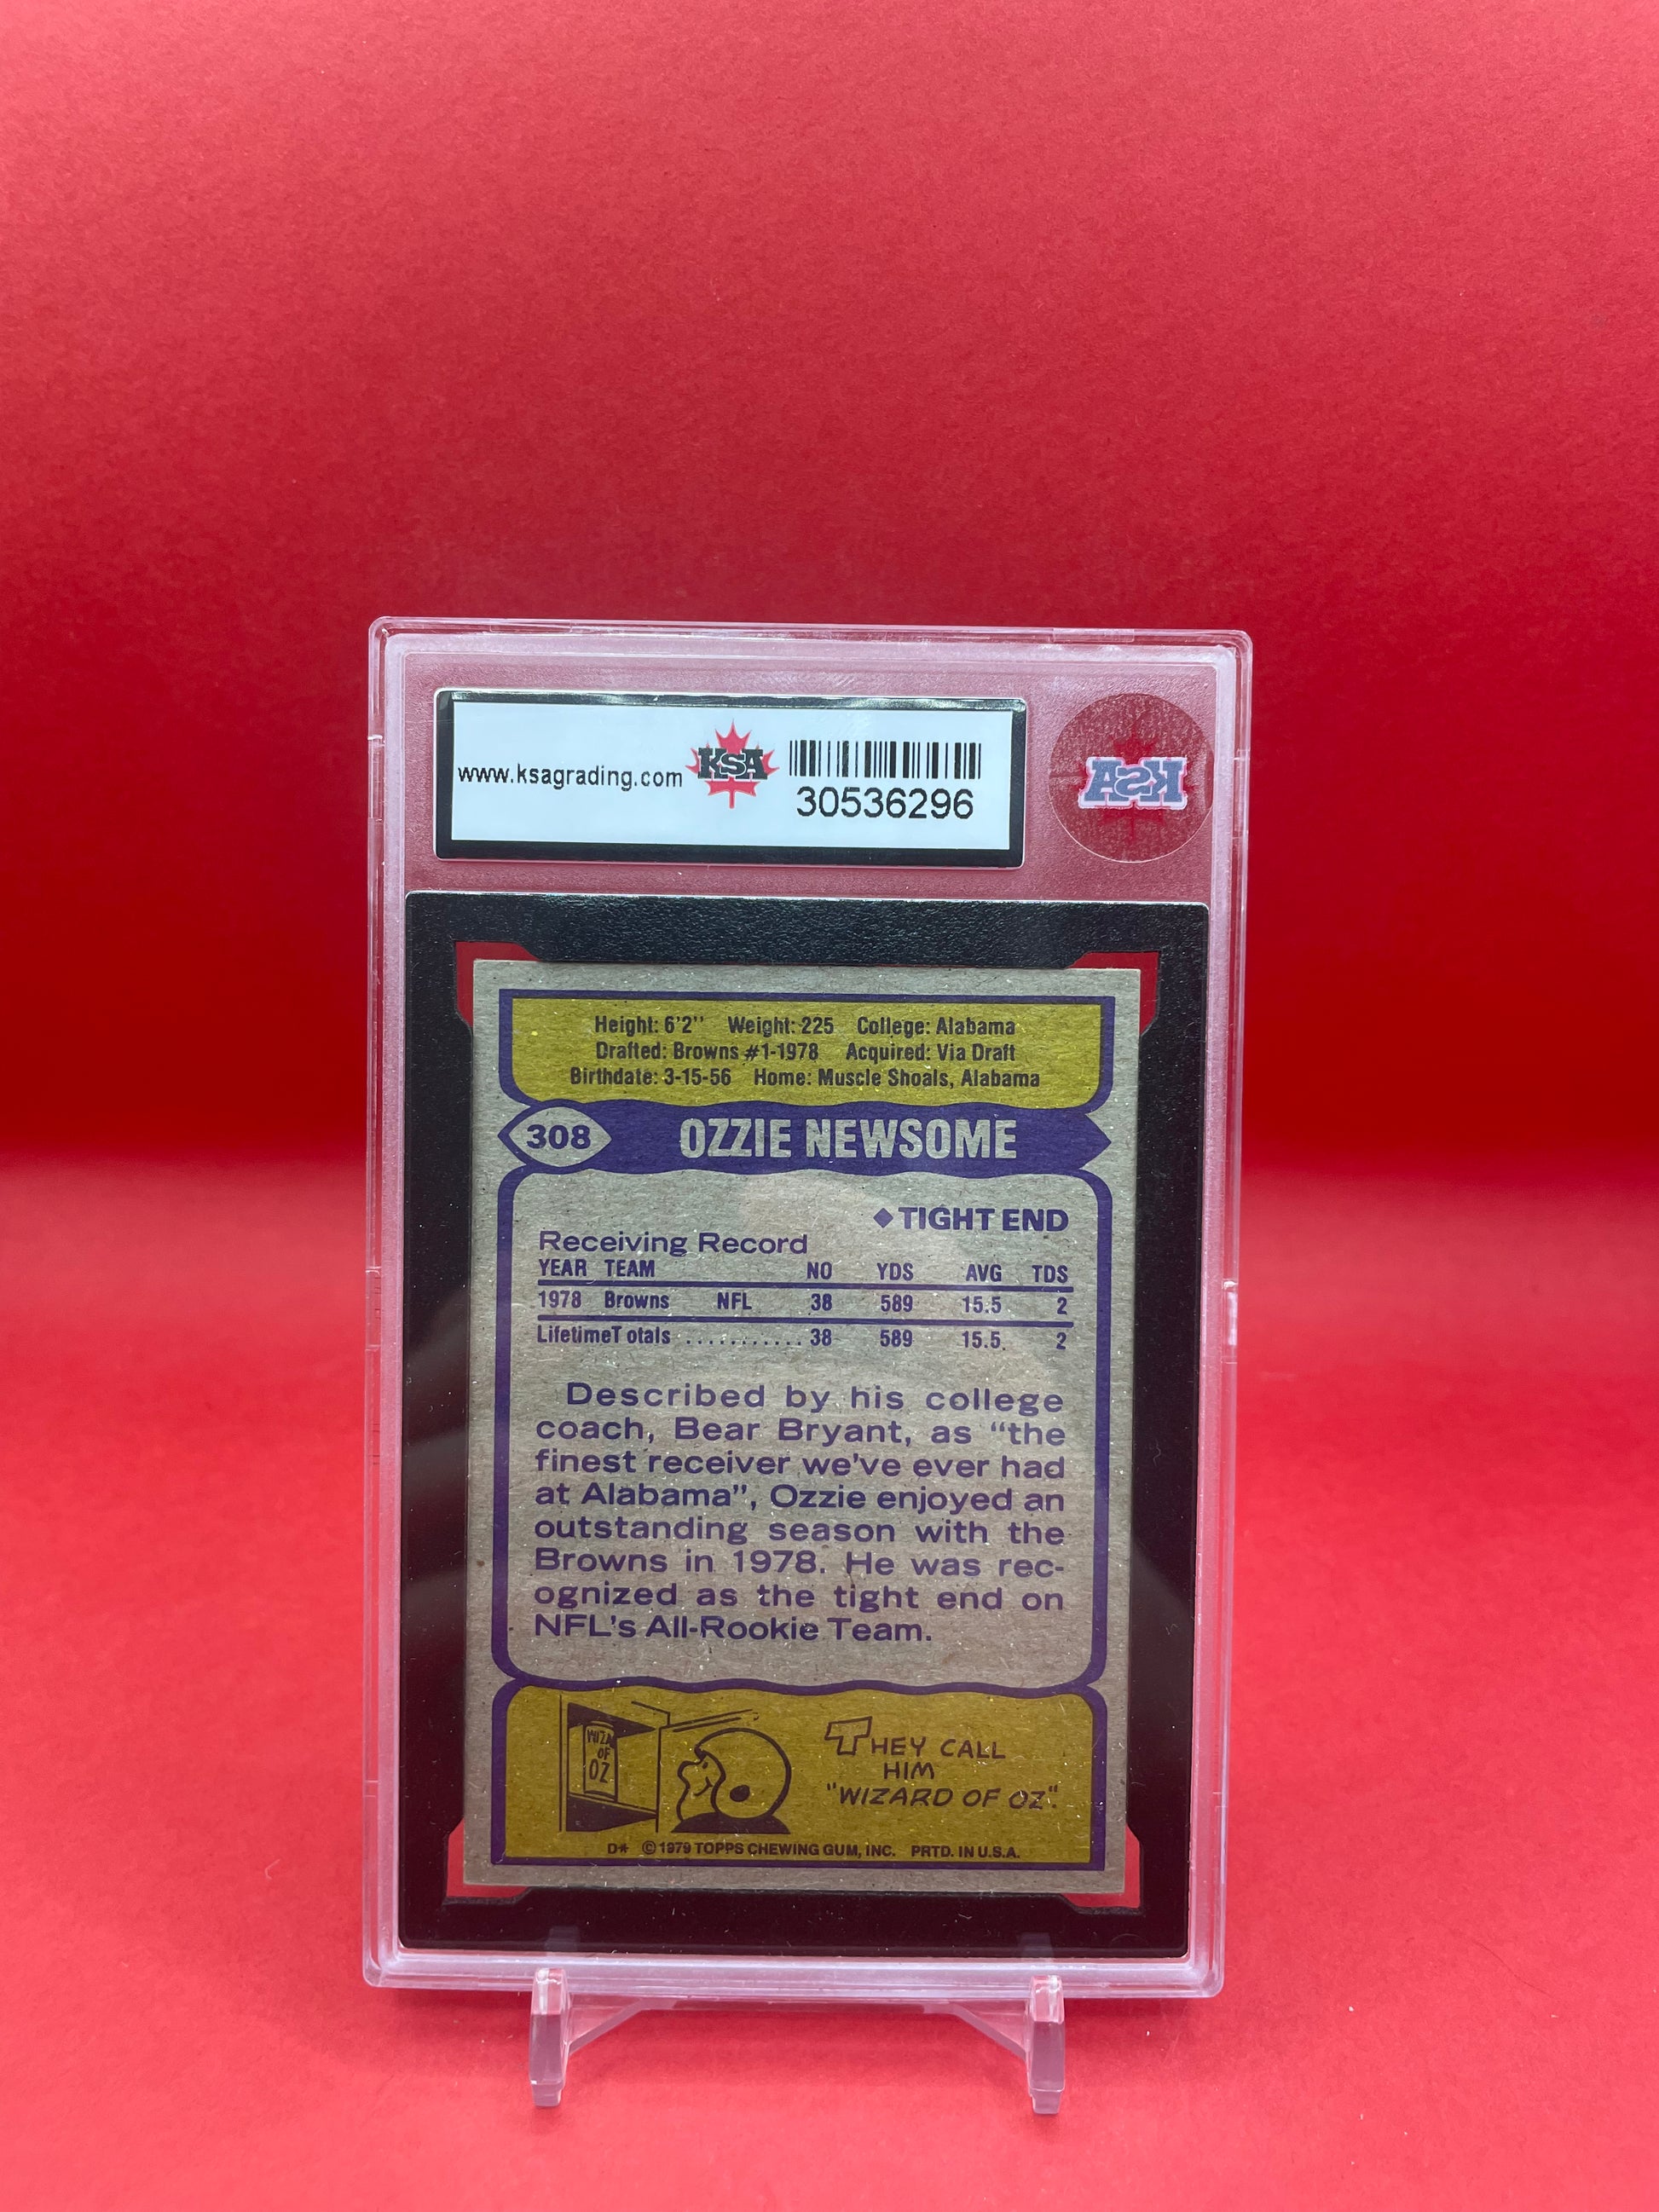 www.ksagrading.com
KSA
30536296
KSA
Height: 6'2'' Weight: 225 College: Alabama
Drafted: Browns #1-1978 Acquired: Via Draft
Birthdate: 3-15-56 Home: Muscle Shoals, Alabama
308 OZZIE NEWSOME
◆TIGHT END
Receiving Record
YEAR TEAM NO YDS AVG TDS
1978 Browns NFL 38 589 15.5 2
LifetimeT otals ........... 38 589 15.5. 2
Described by his college
coach, Bear Bryant, as “the
finest receiver we've ever had
at Alabama”, Ozzie enjoyed an
outstanding season with the
Browns in 1978. He was rec-
ognized as the tight end on
NFL's All-Rookie Team.
WIZA
OF
OZ
THEY CALL
HIM
"WIZARD OF OZ".
D* ©1979 TOPPS CHEWING GUM, INC. PRTD. IN U.S.A.